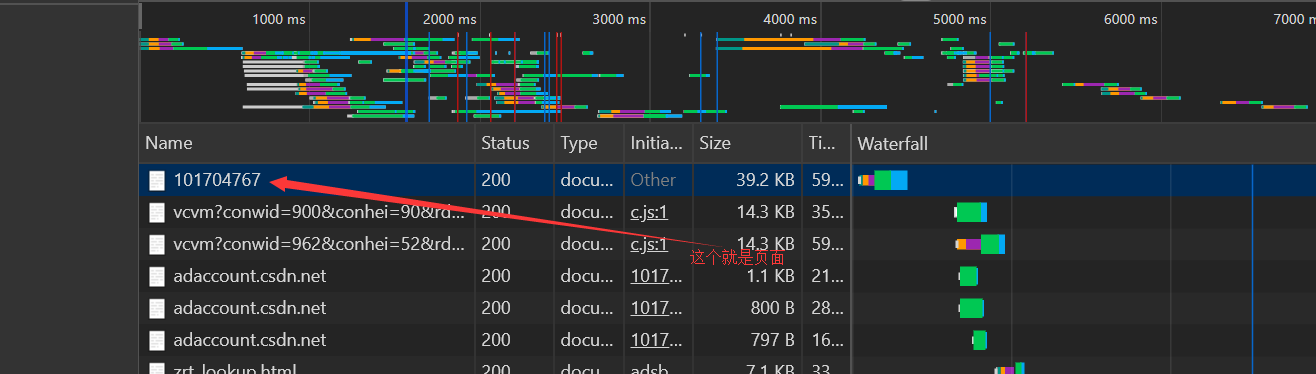 1000 ms 2000 ms 3000 ms 4000 ms 5000 ms 6000 ms 7000 m
Name Status Type Initia... Size Ti... Waterfall
101704767 200 docu... Other 39.2 KB 59...
vcvm?conwid=900&conhei=90&rd... 200 docu... c.js:1 14.3 KB 35...
vcvm?conwid=962&conhei=52&rd... 200 docu... c.js:1 14.3 KB 59...
这个就是页面
adaccount.csdn.net 200 docu... 1017... 1.1 KB 21...
adaccount.csdn.net 200 docu... 1017... 800 B 28...
adaccount.csdn.net 200 docu... 1017... 797 B 16...
zrt_lookup.html 200 docu... adsb... 7.1 KB 33...